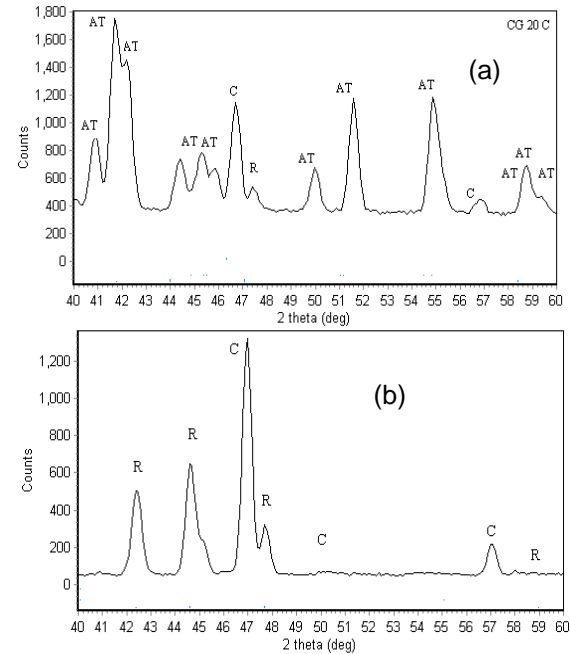 1,800
1,600
1,400
1,200
1,000
800
600
400
200
0
Counts
CG 20 C
(a)
AT
AT
AT
AT AT
C
R
AT
AT
AT
C
AT
AT
AT
40 41 42 43 44 45 46 47 48 49 50 51 52 53 54 55 56 57 58 59 60
2 theta (deg)
1,200
1,000
800
600
400
200
0
Counts
(b)
C
R
R
R
C
C
R
40 41 42 43 44 45 46 47 48 49 50 51 52 53 54 55 56 57 58 59 60
2 theta (deg)